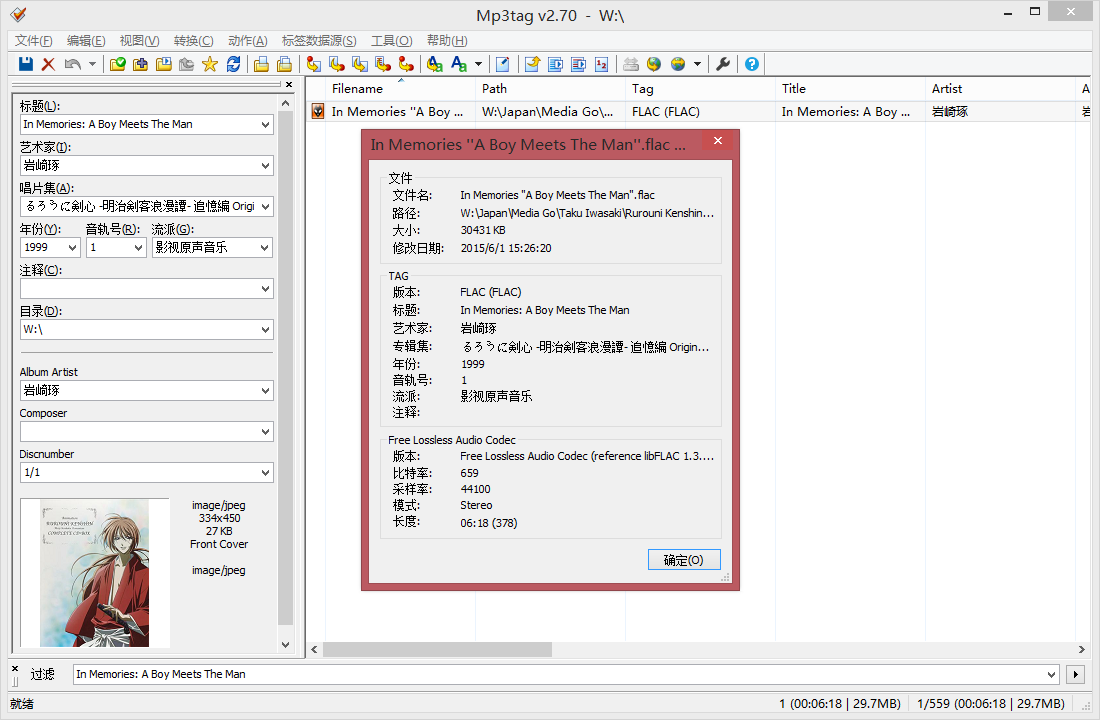 Mp3tag v2.70 - W:\
文件(F) 编辑(E) 视图(V) 转换(C) 动作(A) 标签数据源(S) 工具(O) 帮助(H)
Filename Path Tag Title Artist A
In Memories ''A Boy ... W:\Japan\Media Go\... FLAC (FLAC) In Memories: A Boy ... 岩崎琢 岩
标题(L):
In Memories: A Boy Meets The Man
艺术家(I):
岩崎琢
唱片集(A):
るろうに剣心 -明治剣客浪漫譚- 追憶編 Origi
年份(Y): 音轨号(R): 流派(G):
1999 1 影视原声音乐
注释(C):
目录(D):
W:\
Album Artist
岩崎琢
Composer
Discnumber
1/1
RUROUNI KENSHIN
COMPLETE CD-BOX
image/jpeg
334x450
27 KB
Front Cover
image/jpeg
In Memories ''A Boy Meets The Man''.flac ...
文件
文件名: In Memories "A Boy Meets The Man".flac
路径: W:\Japan\Media Go\Taku Iwasaki\Rurouni Kenshin...
大小: 30431 KB
修改日期: 2015/6/1 15:26:20
TAG
版本: FLAC (FLAC)
标题: In Memories: A Boy Meets The Man
艺术家: 岩崎琢
专辑集: るろうに剣心 -明治剣客浪漫譚- 追憶編 Origin...
年份: 1999
音轨号: 1
流派: 影视原声音乐
注释:
Free Lossless Audio Codec
版本: Free Lossless Audio Codec (reference libFLAC 1.3....
比特率: 659
采样率: 44100
模式: Stereo
长度: 06:18 (378)
确定(O)
过滤 In Memories: A Boy Meets The Man
就绪 1 (00:06:18 | 29.7MB) 1/559 (00:06:18 | 29.7MB)